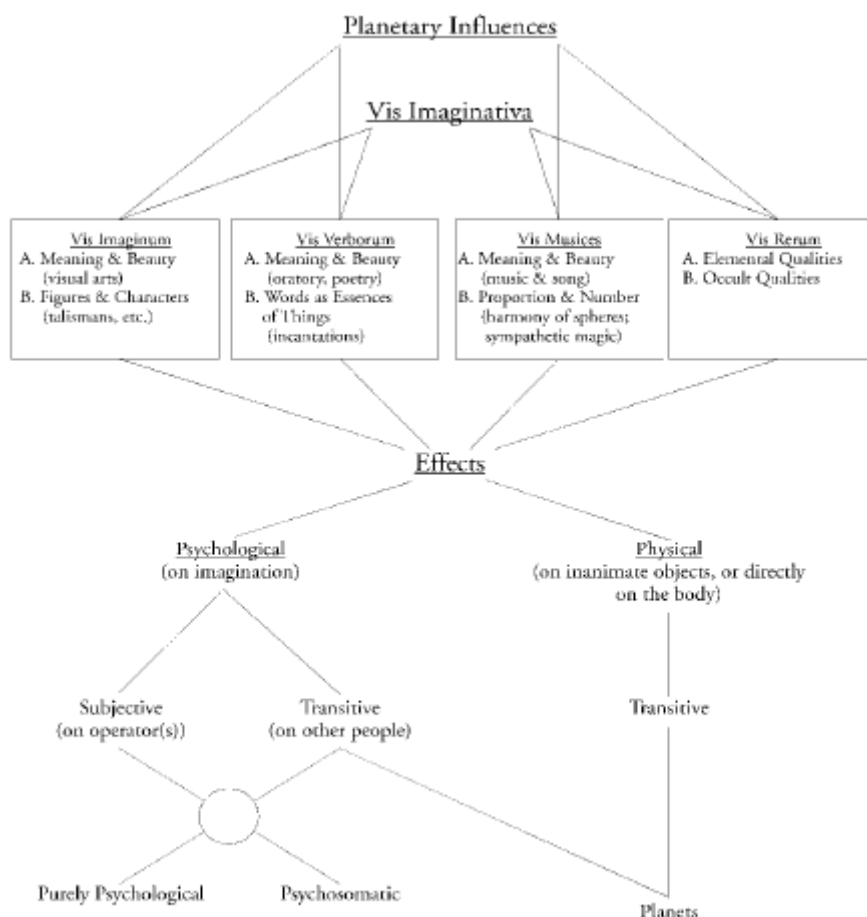 Planetary Influences
Vis Imaginativa
Vis Imaginum
A. Meaning & Beauty
(visual arts)
B. Figures & Characters
(talismans, etc.)
Vis Verborum
A. Meaning & Beauty
(oratory, poetry)
B. Words as Essences
of Things
(incantations)
Vis Musices
A. Meaning & Beauty
(music & song)
B. Proportion & Number
(harmony of spheres;
sympathetic magic)
Vis Rerum
A. Elemental Qualities
B. Occult Qualities
Effects
Psychological
(on imagination)
Physical
(on inanimate objects, or directly
on the body)
Subjective
(on operator(s))
Transitive
(on other people)
Transitive
Purely Psychological
Psychosomatic
Planets